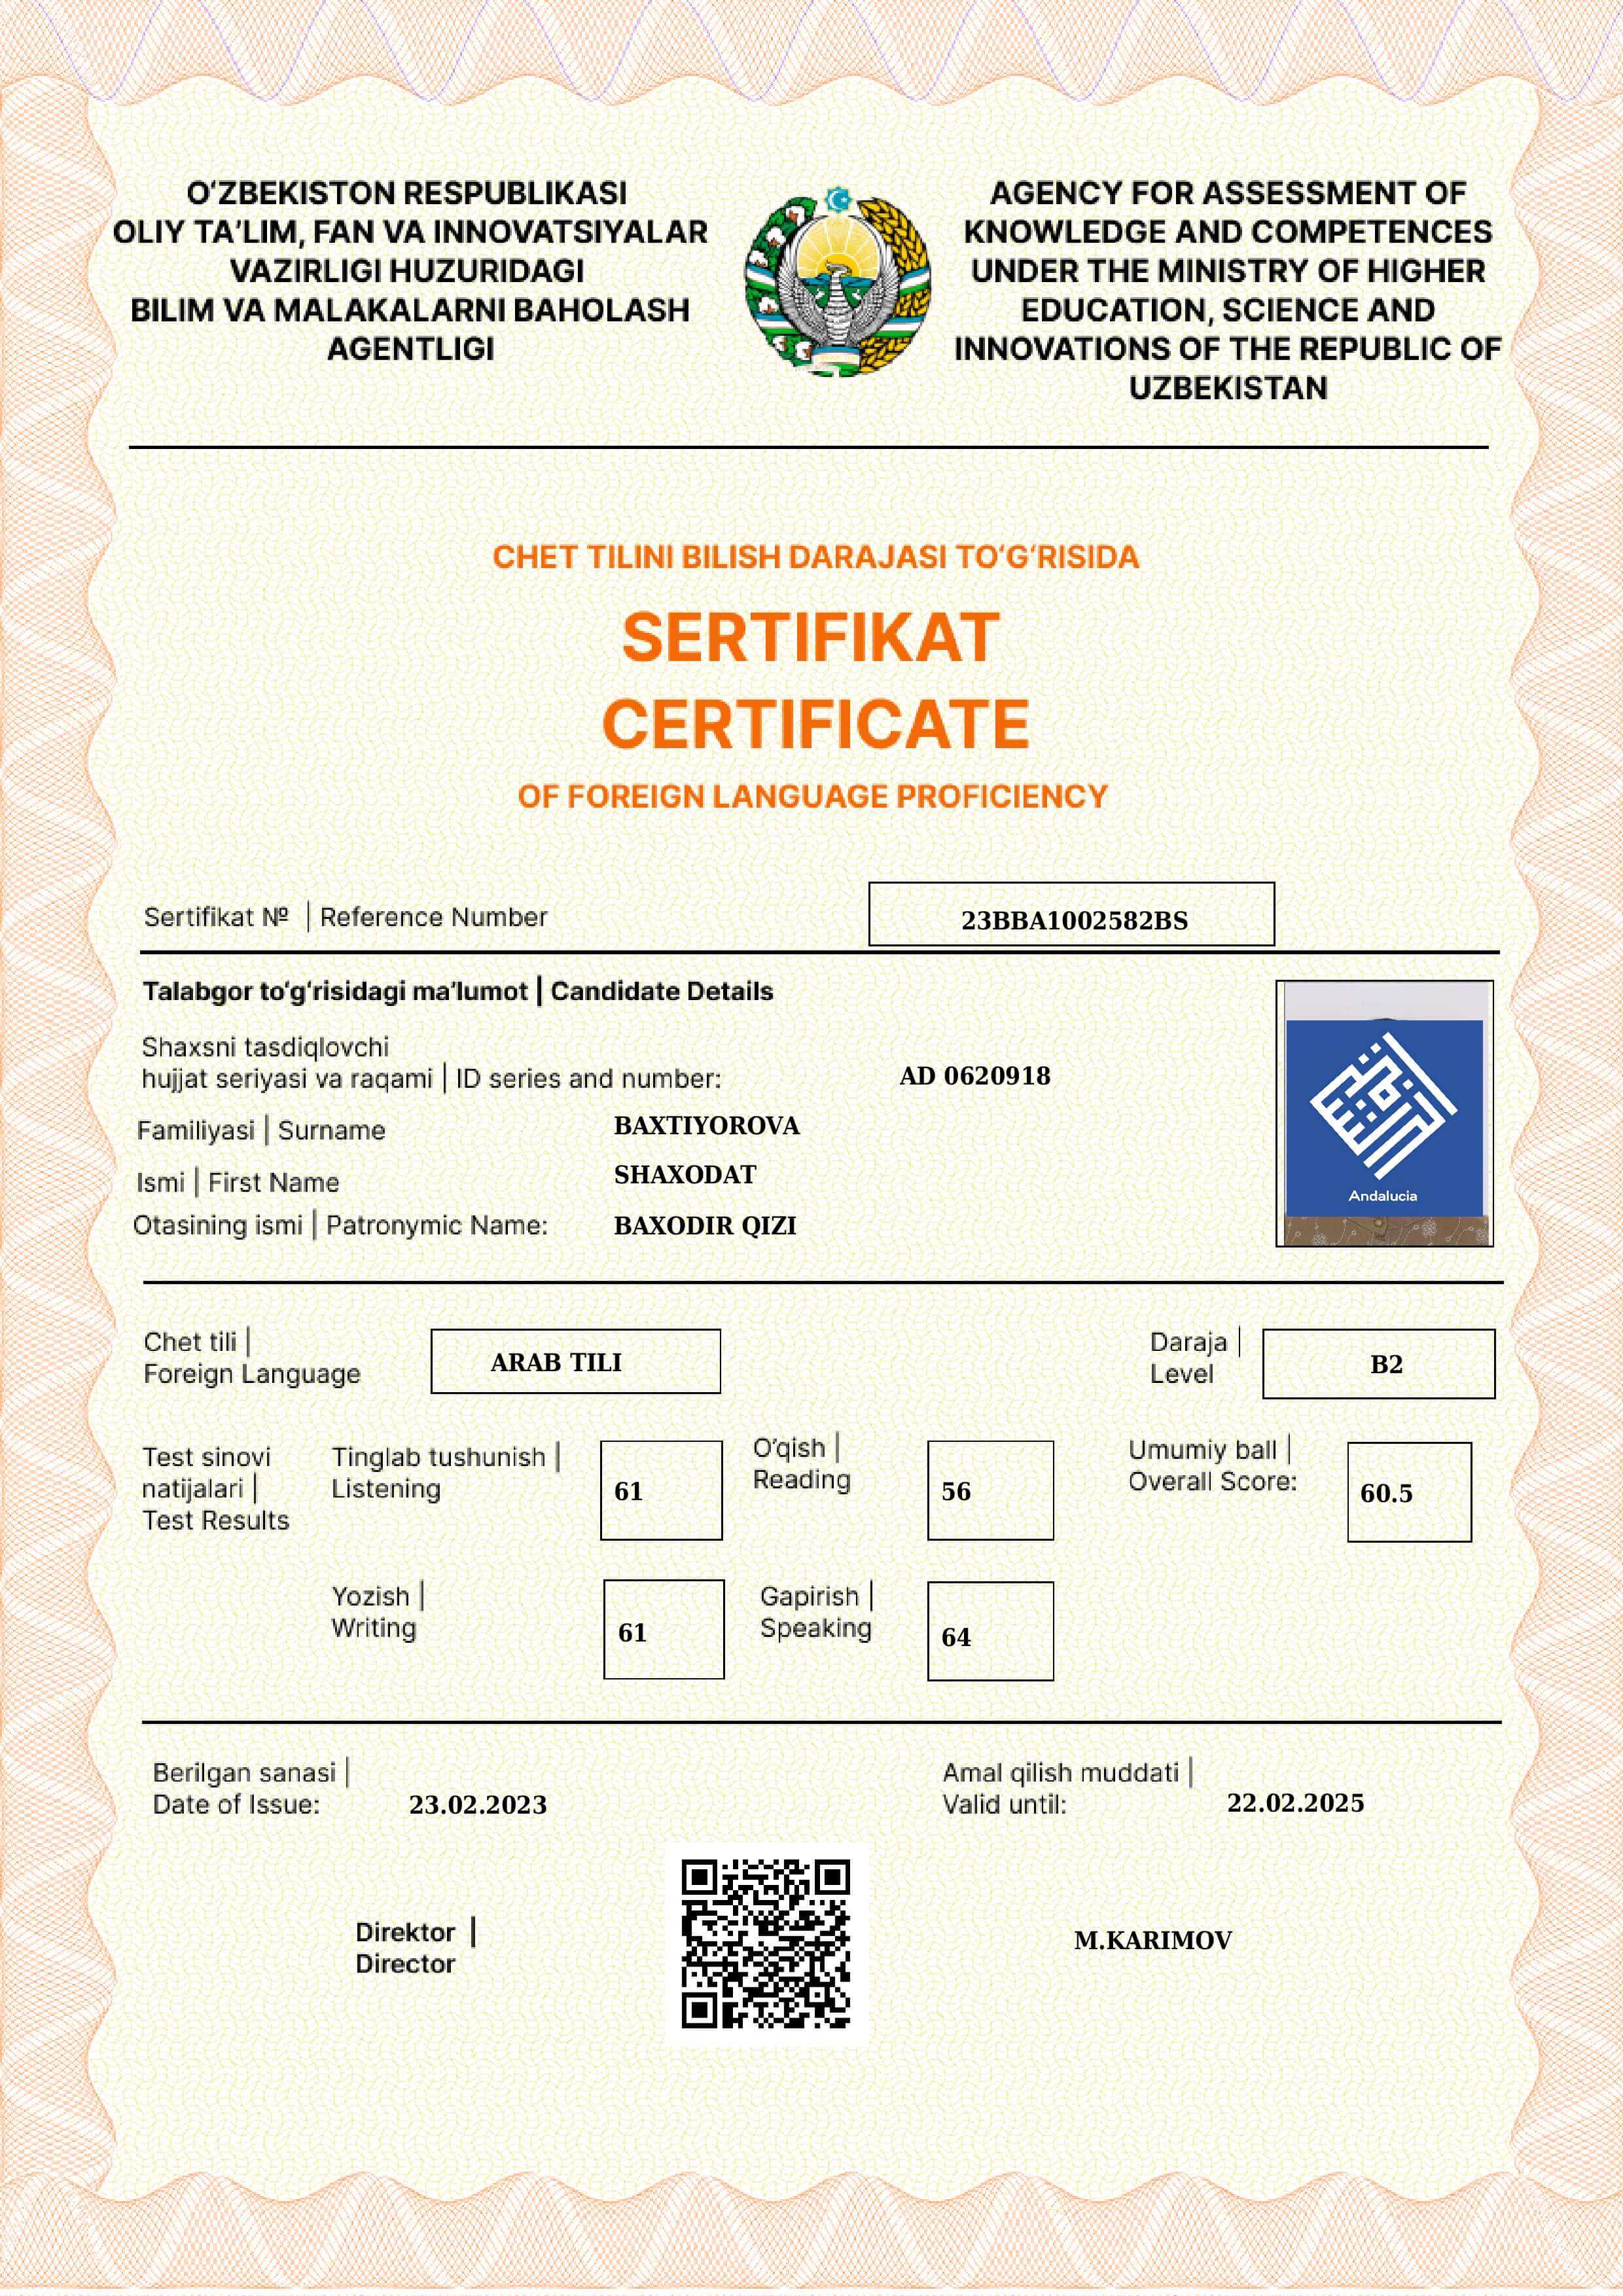 O‘ZBEKISTON RESPUBLIKASI
OLIY TA’LIM, FAN VA INNOVATSIYALAR
VAZIRLIGI HUZURIDAGI
BILIM VA MALAKALARNI BAHOLASH
AGENTLIGI
AGENCY FOR ASSESSMENT OF
KNOWLEDGE AND COMPETENCES
UNDER THE MINISTRY OF HIGHER
EDUCATION, SCIENCE AND
INNOVATIONS OF THE REPUBLIC OF
UZBEKISTAN
CHET TILINI BILISH DARAJASI TO‘G‘RISIDA
SERTIFIKAT
CERTIFICATE
OF FOREIGN LANGUAGE PROFICIENCY
Sertifikat № | Reference Number 23BBA1002582BS
Talabgor to‘g‘risidagi ma’lumot | Candidate Details
Shaxsni tasdiqlovchi
hujjat seriyasi va raqami | ID series and number: AD 0620918
Familiyasi | Surname BAXTIYOROVA
Ismi | First Name SHAXODAT
Otasining ismi | Patronymic Name: BAXODIR QIZI
Andalucia
Chet tili |
Foreign Language
ARAB TILI
Daraja |
Level
B2
Test sinovi
natijalari |
Test Results
Tinglab tushunish |
Listening
61
O‘qish |
Reading
56
Umumiy ball |
Overall Score:
60.5
Yozish |
Writing
61
Gapirish |
Speaking
64
Berilgan sanasi |
Date of Issue: 23.02.2023
Amal qilish muddati |
Valid until: 22.02.2025
Direktor |
Director
M.KARIMOV